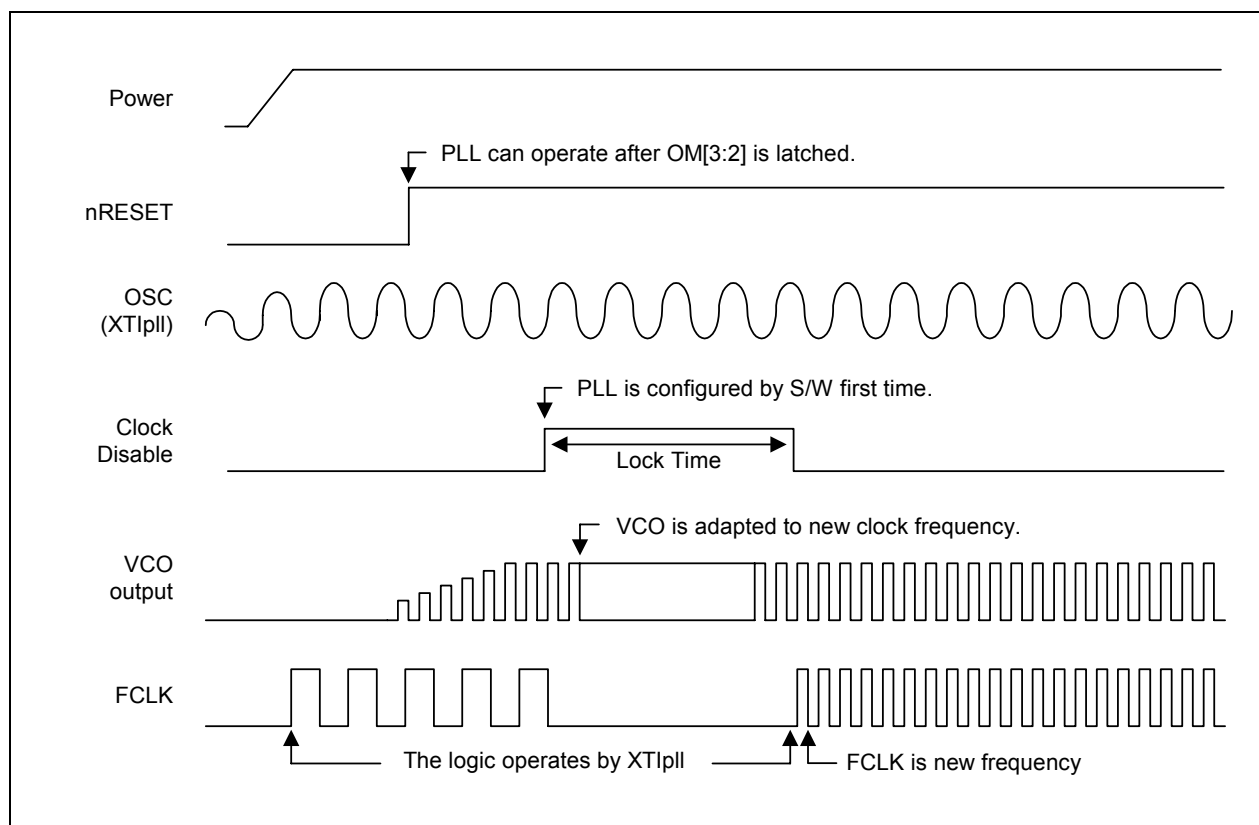 Power
PLL can operate after OM[3:2] is latched.
nRESET
OSC
(XTIpll)
PLL is configured by S/W first time.
Clock
Disable
Lock Time
VCO is adapted to new clock frequency.
VCO
output
FCLK
The logic operates by XTIpll
FCLK is new frequency